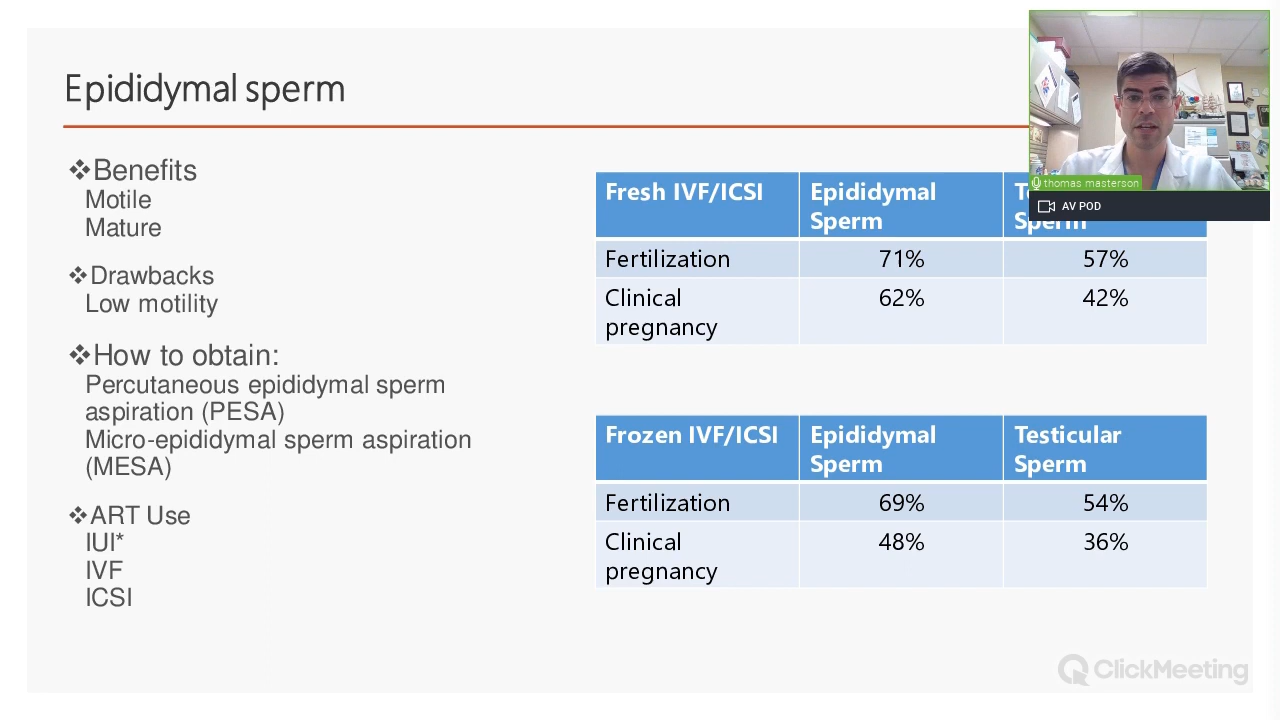 Epididymal sperm
❖Benefits
Motile
Mature
❖Drawbacks
Low motility
❖How to obtain:
Percutaneous epididymal sperm
aspiration (PESA)
Micro-epididymal sperm aspiration
(MESA)
❖ART Use
IUI*
IVF
ICSI
thomas masterson
AV POD
Fresh IVF/ICSI Epididymal
Sperm Sperm
Fertilization 71% 57%
Clinical 62% 42%
pregnancy
Frozen IVF/ICSI Epididymal Testicular
Sperm Sperm
Fertilization 69% 54%
Clinical 48% 36%
pregnancy
ClickMeeting